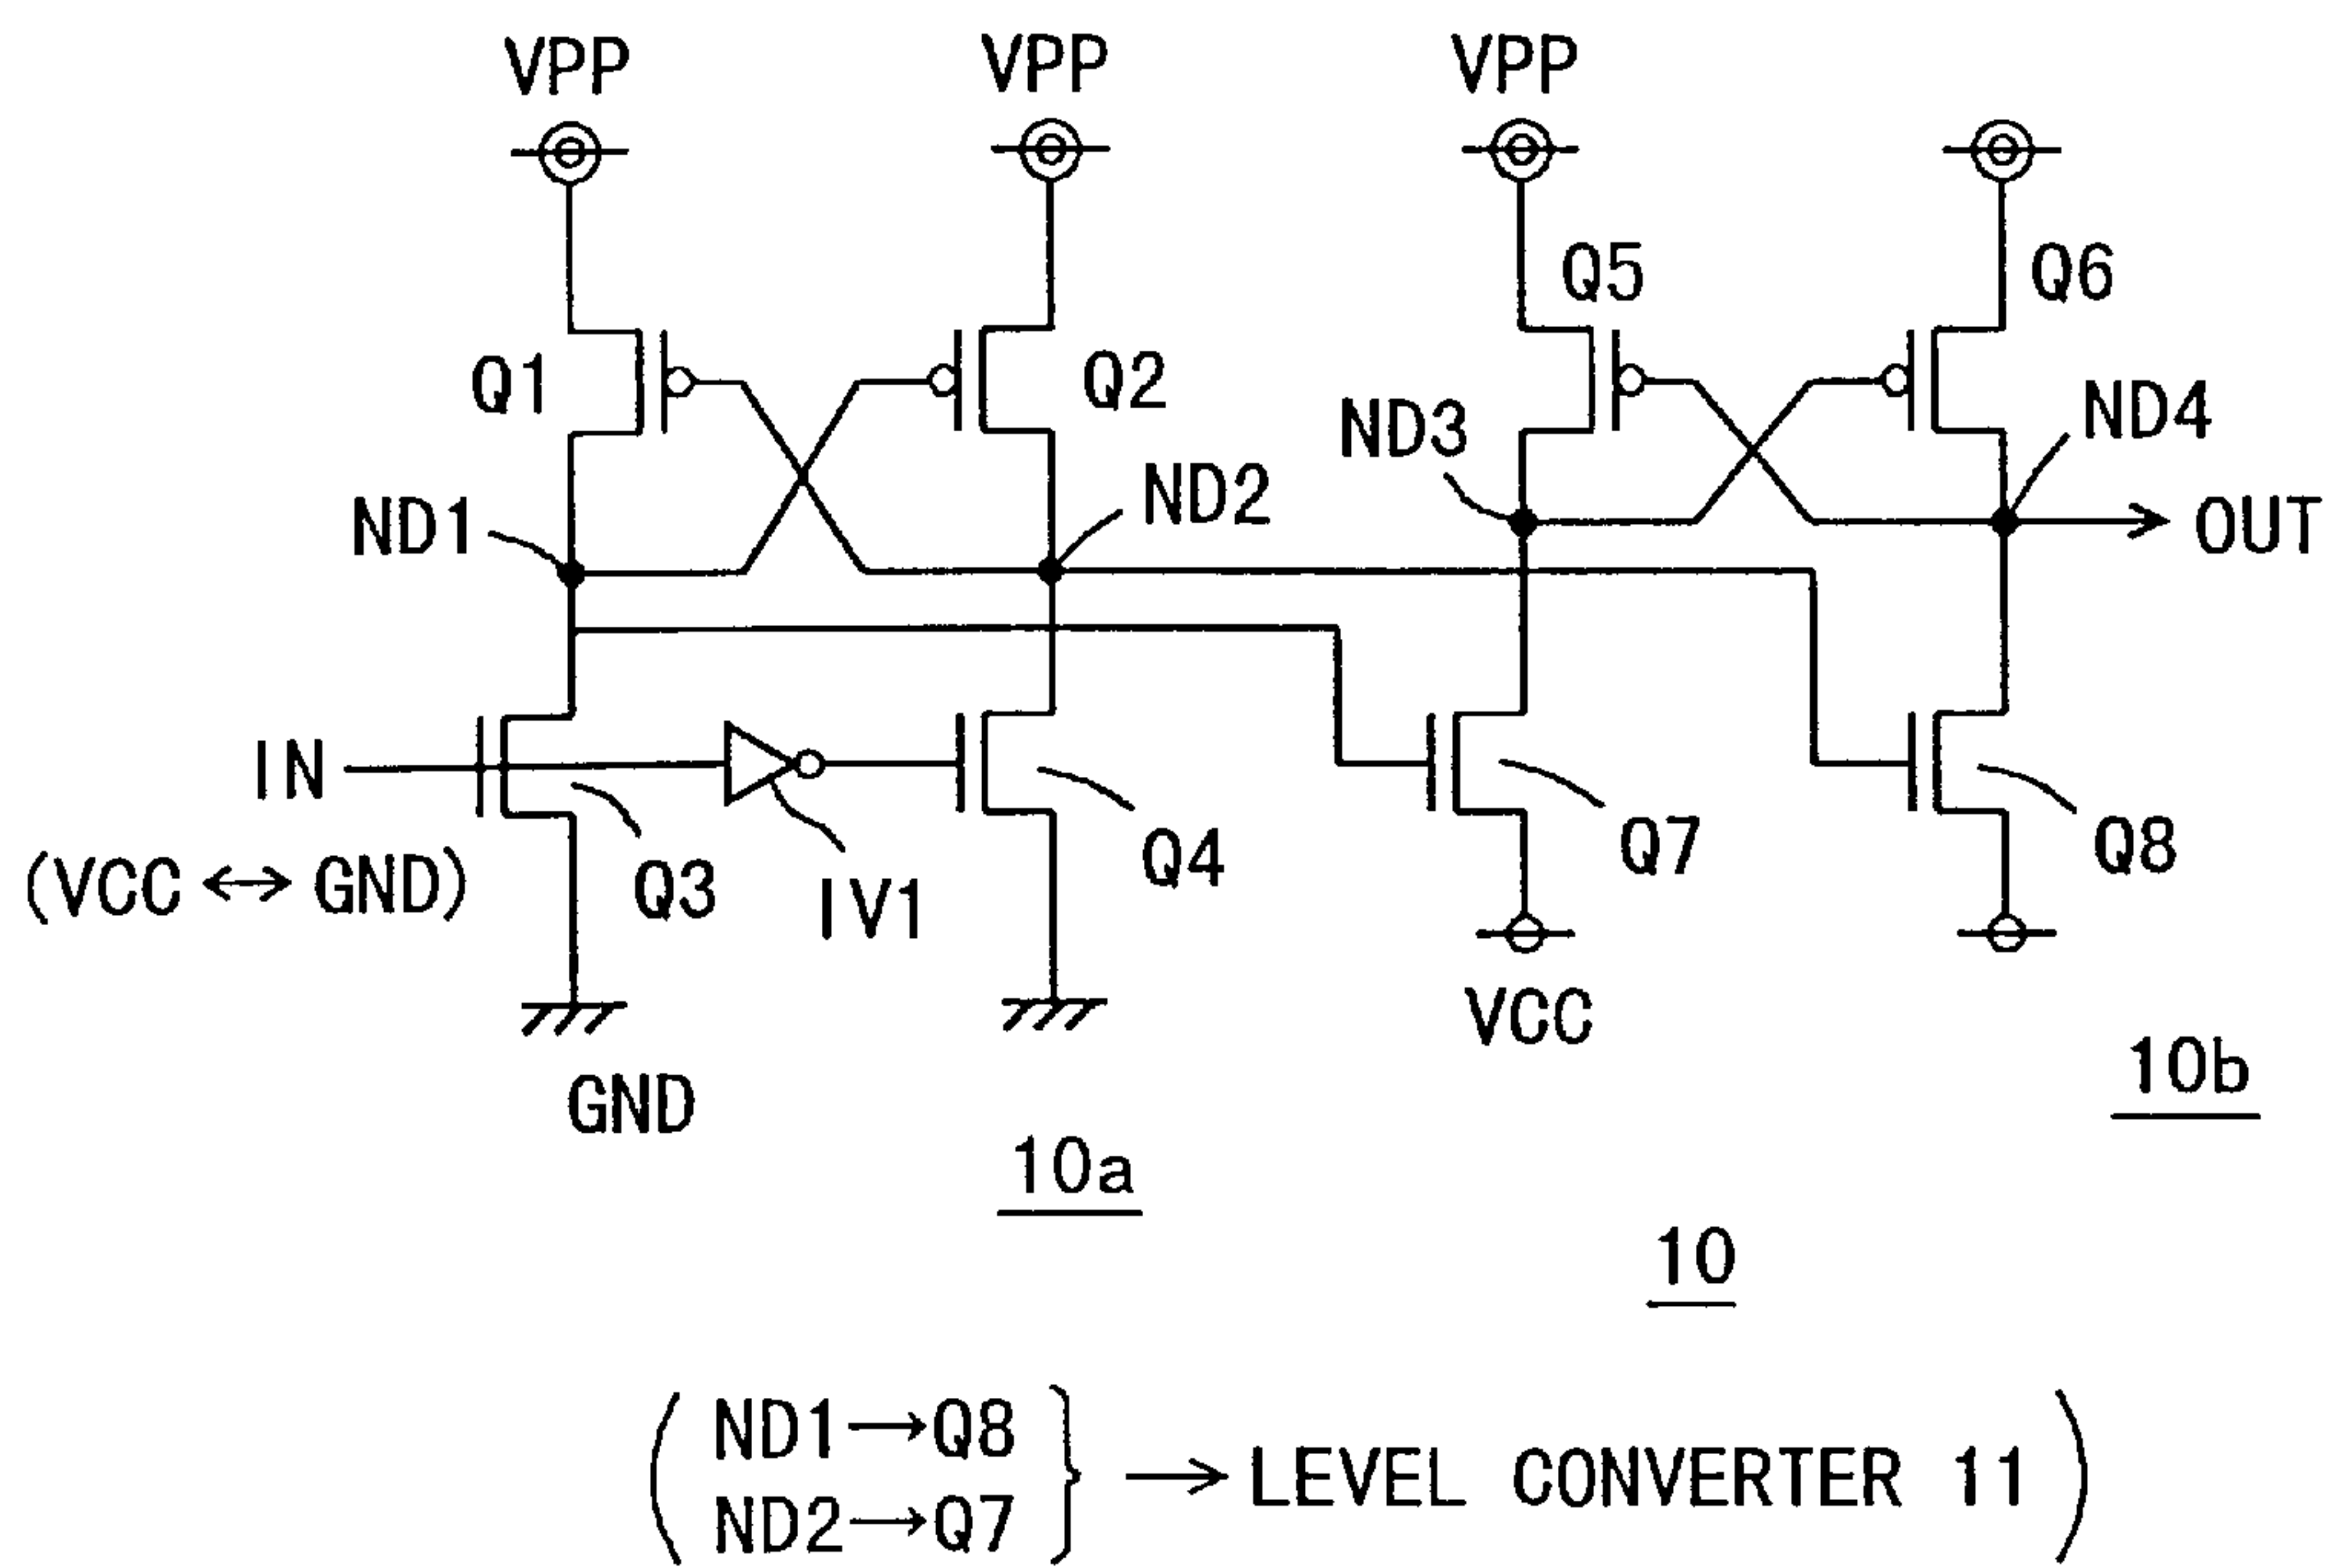 VPP
VPP
VPP
Q1
Q2
Q5
Q6
ND1
ND2
ND3
ND4
OUT
IN
(VCC ↔ GND)
Q3
IV1
Q4
Q7
Q8
GND
VCC
10a
10b
10
( ND1→Q8
ND2→Q7 } → LEVEL CONVERTER 11 )